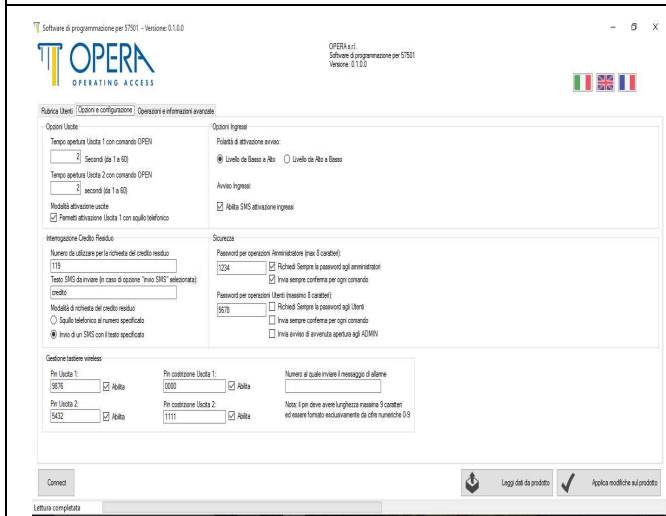 Software di programmazione per 57501 - Versione: 0.1.0.0
OPERA
OPERATING ACCESS
OPERA s.r.l.
Software di programmazione per 57501
Versione: 0.1.0.0
Rubrica Utenti Opzioni e configurazione Operazioni e informazioni avanzate
Opzioni Uscite
Tempo apertura Uscita 1 con comando OPEN
2 Secondi (da 1 a 60)
Tempo apertura Uscita 2 con comando OPEN
2 secondi (da 1 a 60)
Modalità attivazione uscite
Permetti attivazione Uscita 1 con squillo telefonico
Opzioni Ingressi
Polarità di attivazione avviso:
Livello da Basso a Alto Livello da Alto a Basso
Avviso Ingressi:
Abilita SMS attivazione ingressi
Interrogazione Credito Residuo
Numero da utilizzare per la richiesta del credito residuo
119
Testo SMS da inviare (in caso di opzione "invio SMS" selezionata):
credito
Modalità di richiesta del credito residuo
Squillo telefonico al numero specificato
Invio di un SMS con il testo specificato
Sicurezza
Password per operazioni Amministratore (max 8 caratteri):
1234 Richiedi Sempre la password agli amministratori
Invia sempre conferma per ogni comando
Password per operazioni Utenti (massimo 8 caratteri):
5678 Richiedi Sempre la password agli Utenti
Invia sempre conferma per ogni comando
Invia avviso di avvenuta apertura agli ADMIN
Gestione tastiere wireless
Pin Uscita 1: Pin costrizione Uscita 1: Numero al quale inviare il messaggio di allarme
9876 Abilita 0000 Abilita
Pin Uscita 2: Pin costrizione Uscita 2: Nota: il pin deve avere lunghezza massima 9 caratteri
5432 Abilita 1111 Abilita ed essere formato esclusivamente da cifre numeriche 0-9
Connect Leggi dati da prodotto Applica modifiche sul prodotto
Lettura completata